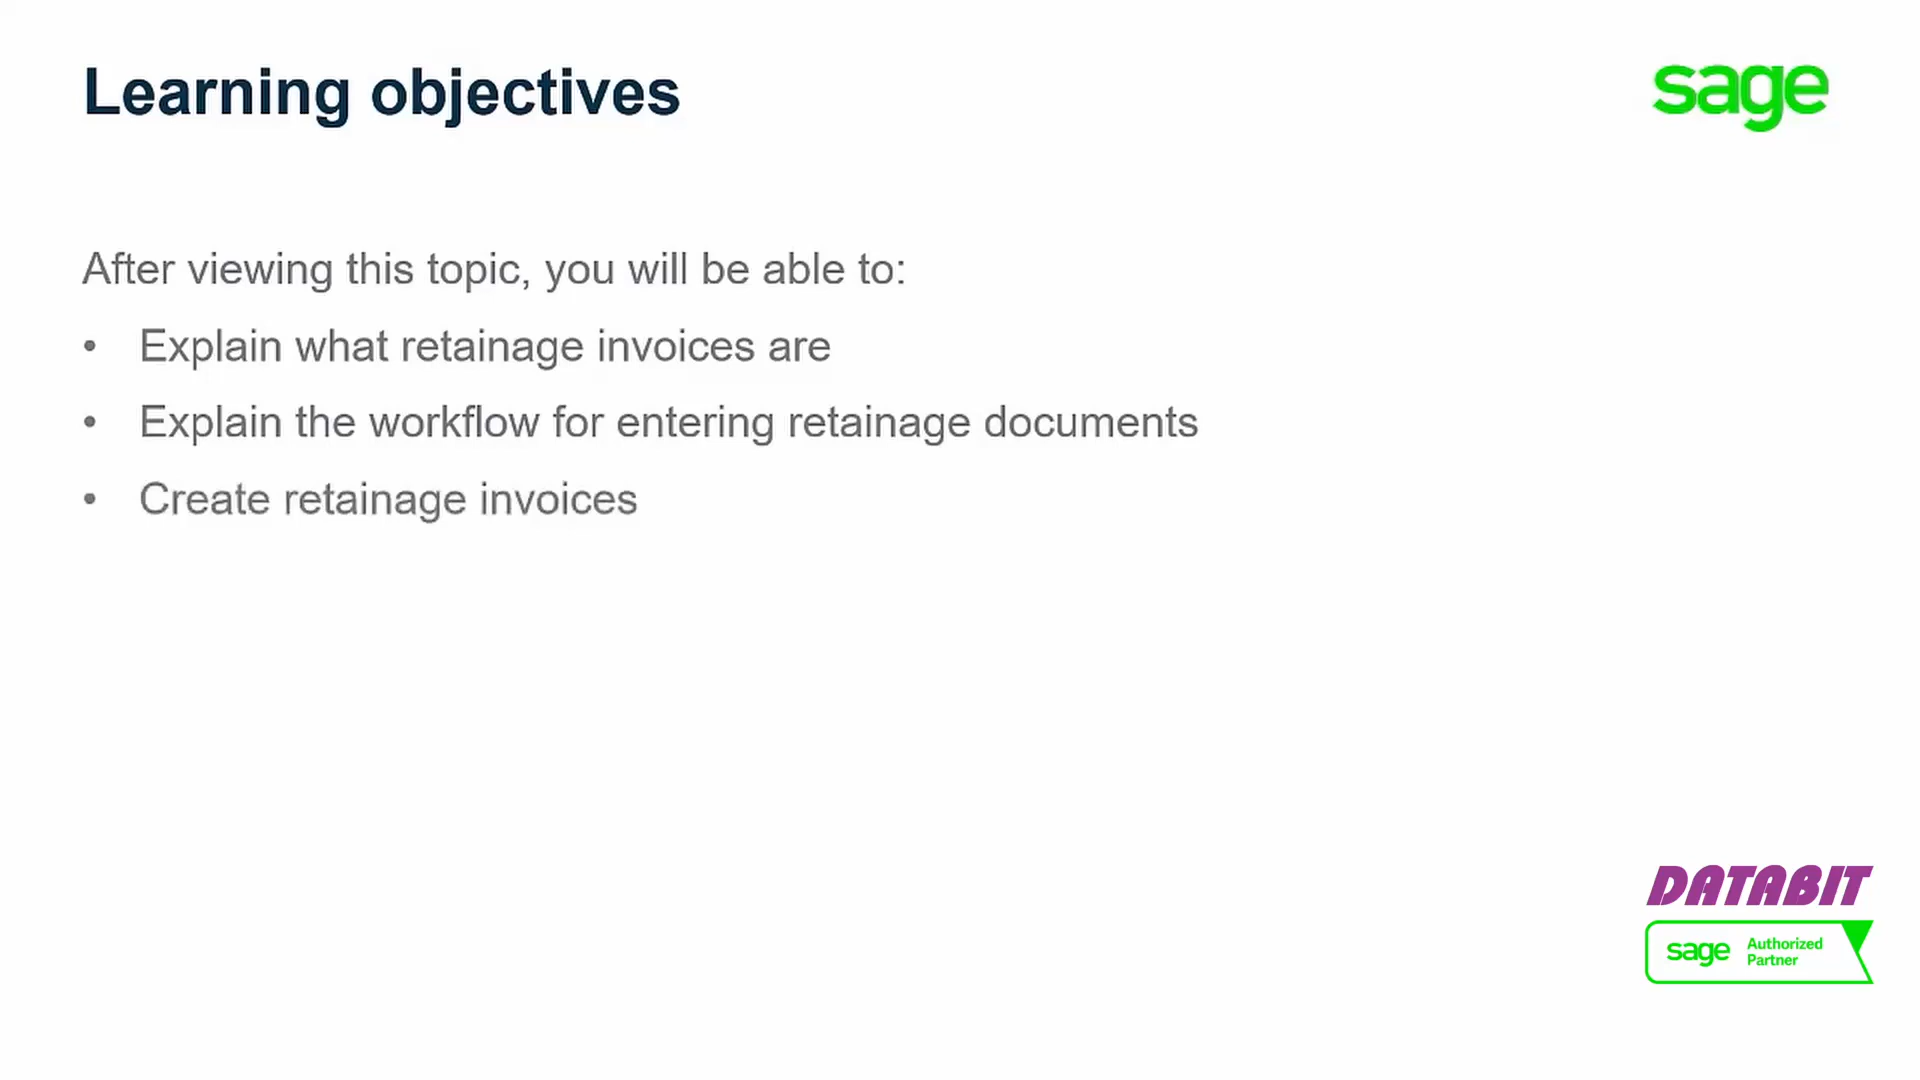 Learning objectives
sage
After viewing this topic, you will be able to:
• Explain what retainage invoices are
• Explain the workflow for entering retainage documents
• Create retainage invoices
DATABIT
sage Authorized
Partner